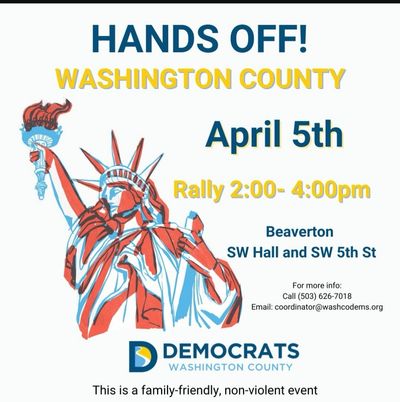 HANDS OFF!
WASHINGTON COUNTY
April 5th
Rally 2:00- 4:00pm
Beaverton
SW Hall and SW 5th St
For more info:
Call (503) 626-7018
Email: coordinator@washcodems.org
DEMOCRATS
WASHINGTON COUNTY
This is a family-friendly, non-violent event